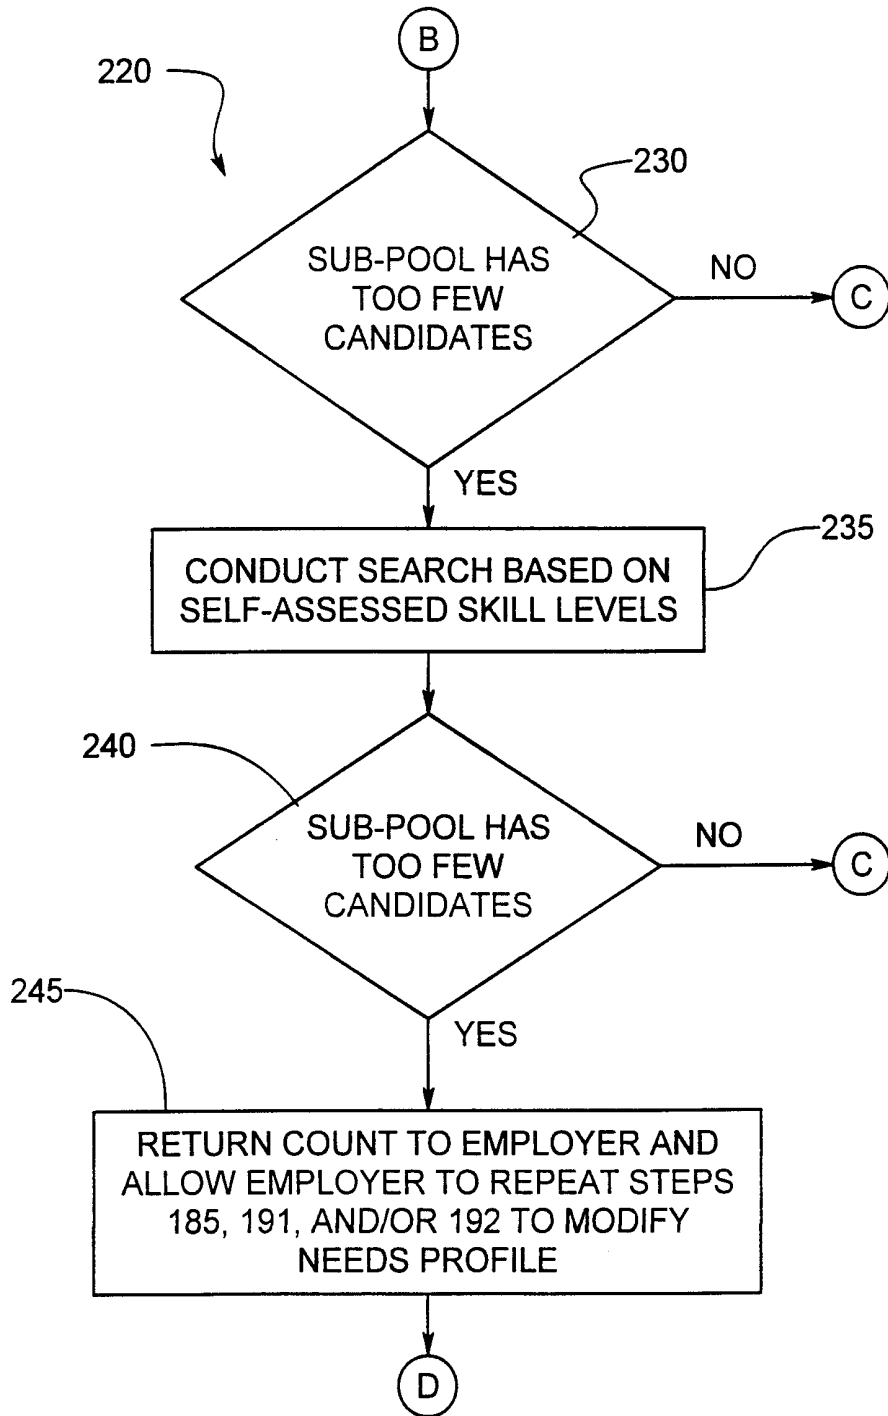 B
220
230
SUB-POOL HAS
TOO FEW
CANDIDATES
NO
C
YES
235
CONDUCT SEARCH BASED ON
SELF-ASSESSED SKILL LEVELS
240
SUB-POOL HAS
TOO FEW
CANDIDATES
NO
C
245
YES
RETURN COUNT TO EMPLOYER AND
ALLOW EMPLOYER TO REPEAT STEPS
185, 191, AND/OR 192 TO MODIFY
NEEDS PROFILE
D